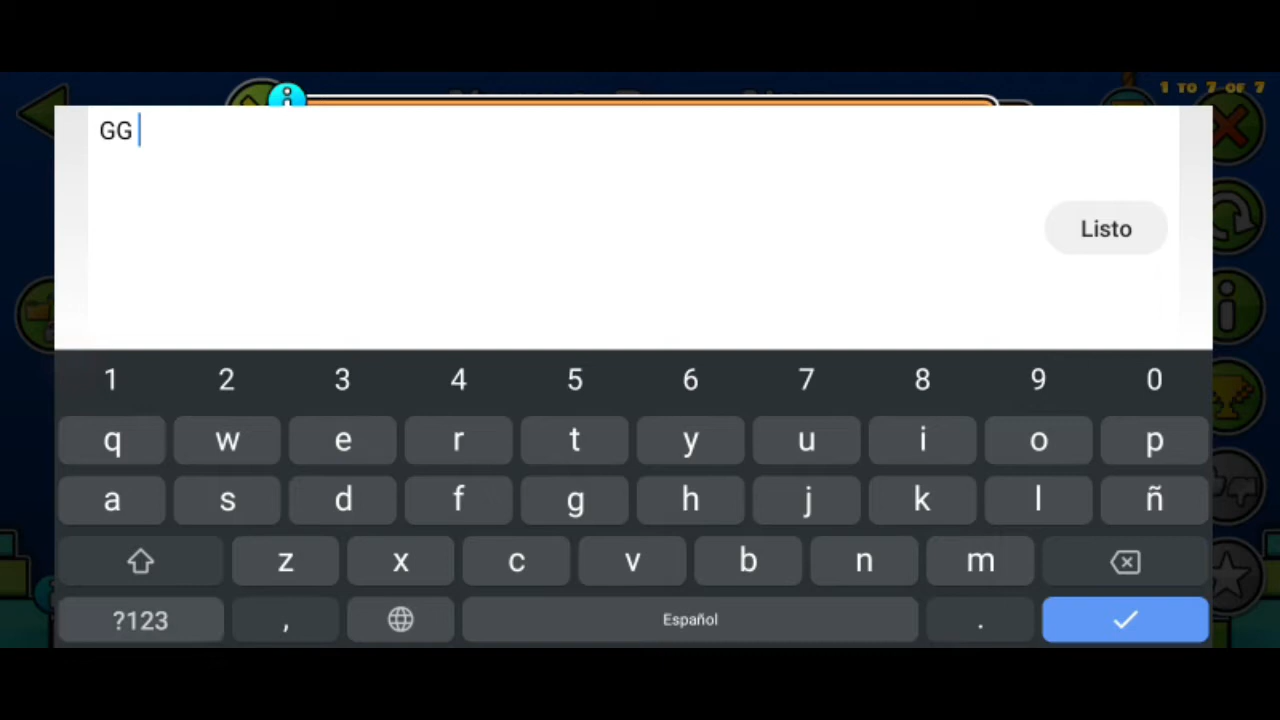 1 TO 7 OF 7
GG
Listo
1 2 3 4 5 6 7 8 9 0
q w e r t y u i o p
a s d f g h j k l ñ
z x c v b n m
?123 , Español .